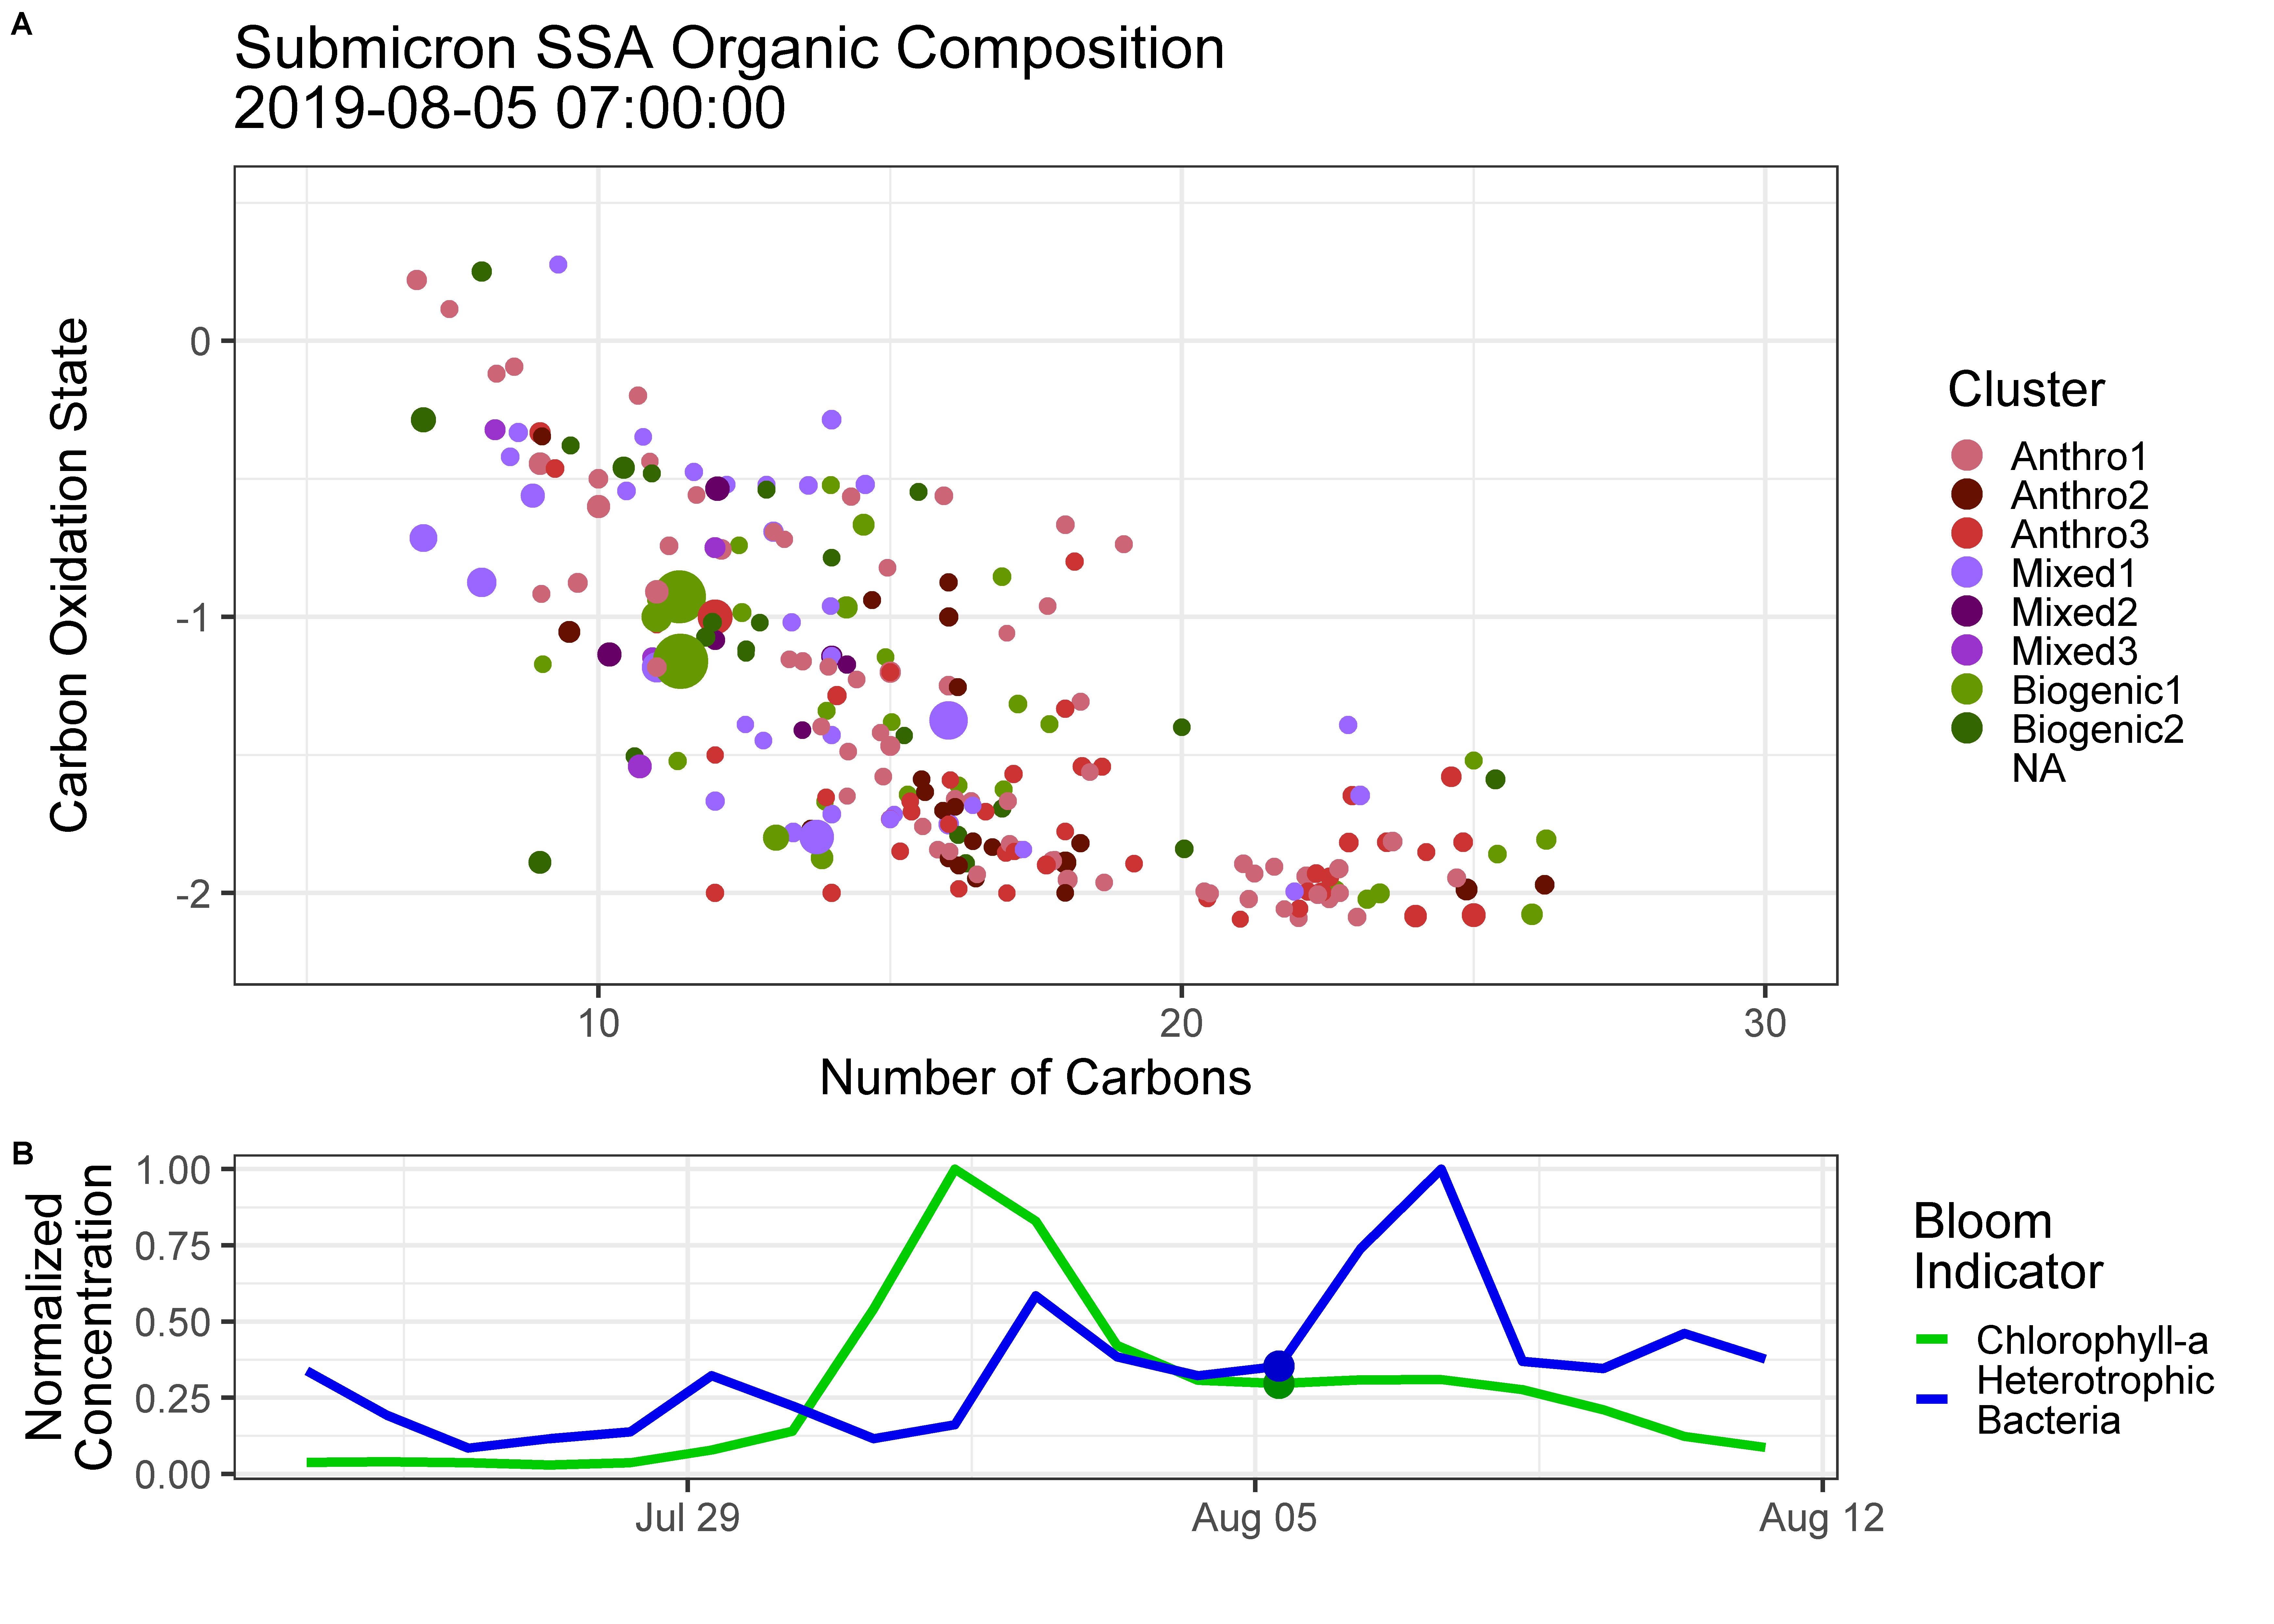 A
Submicron SSA Organic Composition
2019-08-05 07:00:00
Carbon Oxidation State
0
-1
-2
10
20
30
Number of Carbons
Cluster
Anthro1
Anthro2
Anthro3
Mixed1
Mixed2
Mixed3
Biogenic1
Biogenic2
NA
B
Normalized
Concentration
1.00
0.75
0.50
0.25
0.00
Jul 29
Aug 05
Aug 12
Bloom
Indicator
Chlorophyll-a
Heterotrophic
Bacteria